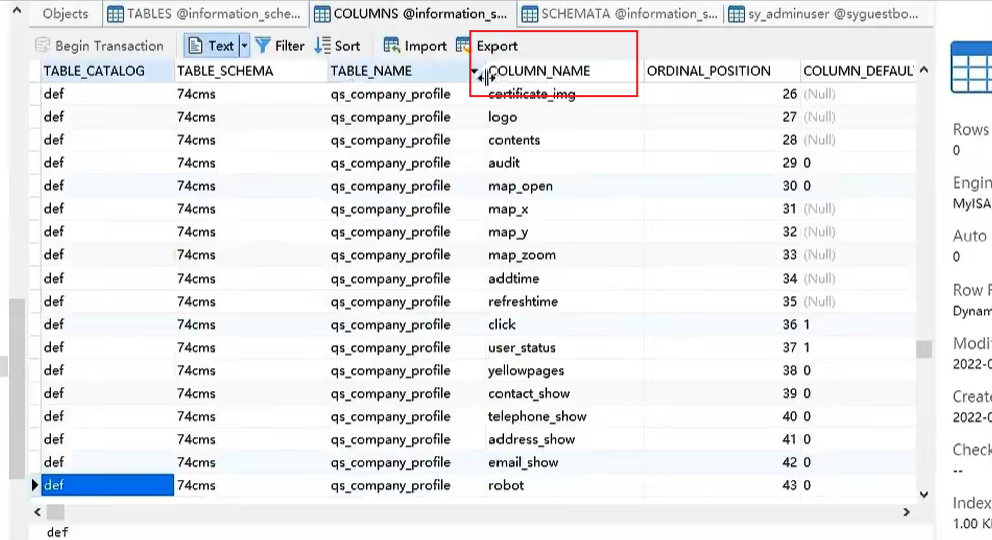 Objects TABLES @information_sche... COLUMNS @information_s... SCHEMATA @information_s... sy_adminuser @syguestbo...
Begin Transaction Text Filter Sort Import Export
TABLE_CATALOG TABLE_SCHEMA TABLE_NAME COLUMN_NAME ORDINAL_POSITION COLUMN_DEFAUL
def 74cms qs_company_profile certificate_img 26 (Null)
def 74cms qs_company_profile logo 27 (Null)
def 74cms qs_company_profile contents 28 (Null)
def 74cms qs_company_profile audit 29 0
def 74cms qs_company_profile map_open 30 0
def 74cms qs_company_profile map_x 31 (Null)
def 74cms qs_company_profile map_y 32 (Null)
def 74cms qs_company_profile map_zoom 33 (Null)
def 74cms qs_company_profile addtime 34 (Null)
def 74cms qs_company_profile refreshtime 35 (Null)
def 74cms qs_company_profile click 36 1
def 74cms qs_company_profile user_status 37 1
def 74cms qs_company_profile yellowpages 38 0
def 74cms qs_company_profile contact_show 39 0
def 74cms qs_company_profile telephone_show 40 0
def 74cms qs_company_profile address_show 41 0
def 74cms qs_company_profile email_show 42 0
def 74cms qs_company_profile robot 43 0
def
Rows
0
Engin
MyISA
Auto
0
Row F
Dynam
Modi
2022-0
Create
2022-0
Check
--
Index
1.00 K